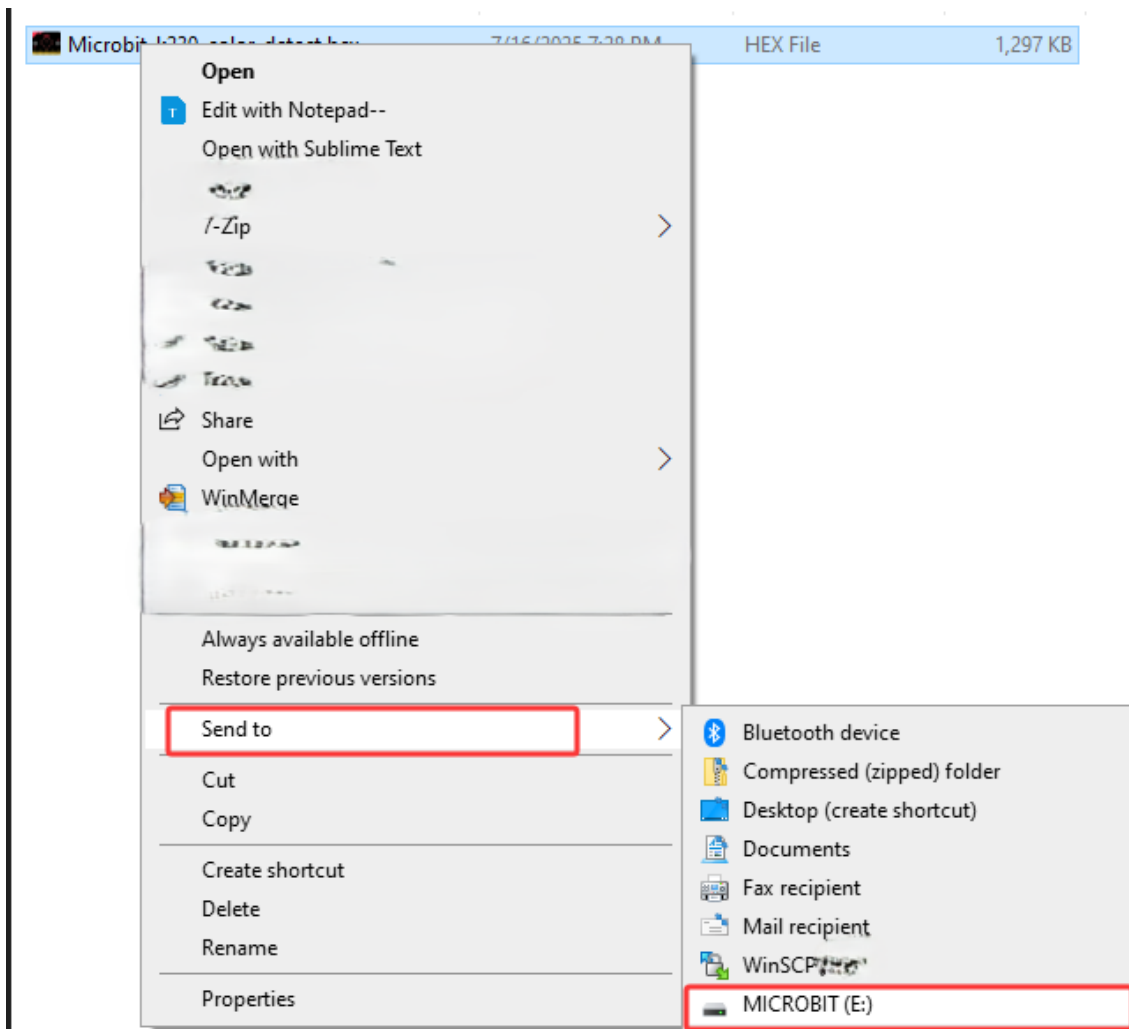 HEX File 1,297 KB
Open
Edit with Notepad--
Open with Sublime Text
-Zip
Share
Open with
WinMerge
Always available offline
Restore previous versions
Send to
Cut
Copy
Create shortcut
Delete
Rename
Properties
Bluetooth device
Compressed (zipped) folder
Desktop (create shortcut)
Documents
Fax recipient
Mail recipient
WinSCP
MICROBIT (E:)